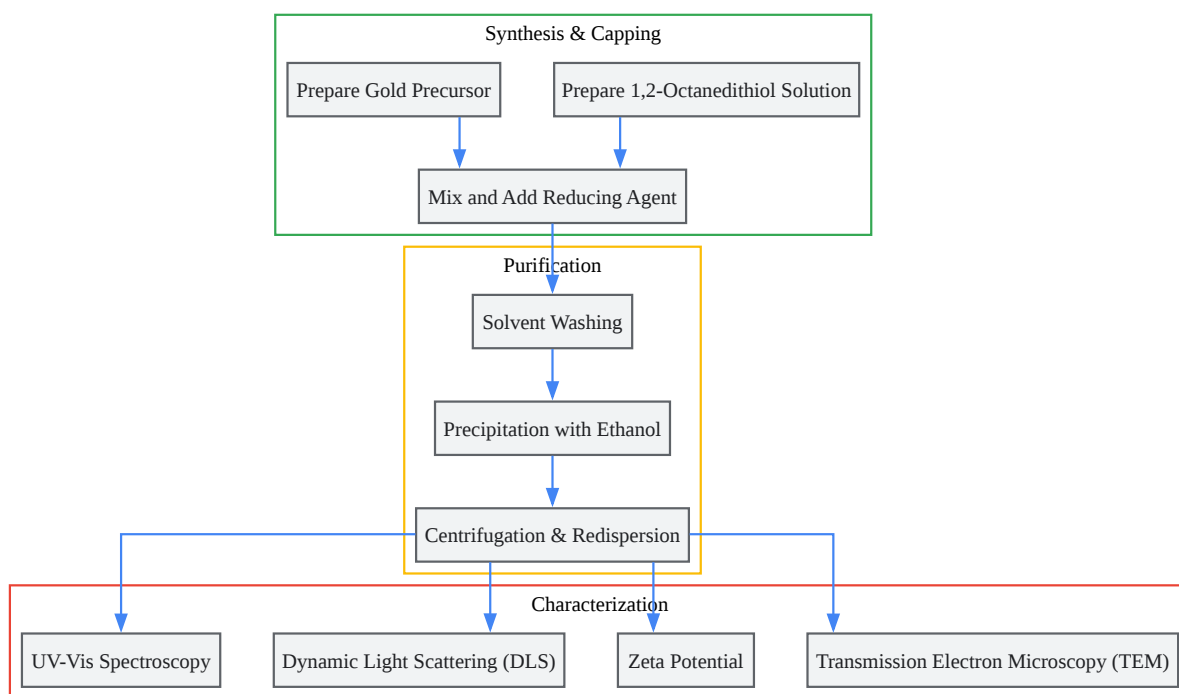 Synthesis & Capping
Prepare Gold Precursor
Prepare 1,2-Octanedithiol Solution
Mix and Add Reducing Agent
Purification
Solvent Washing
Precipitation with Ethanol
Centrifugation & Redispersion
Characterization
UV-Vis Spectroscopy
Dynamic Light Scattering (DLS)
Zeta Potential
Transmission Electron Microscopy (TEM)